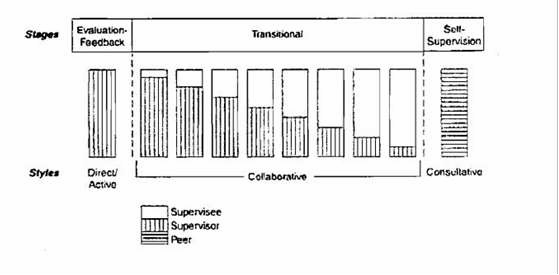 Stages
Evaluation-
Feedback
Transitional
Self-
Supervision
Styles
Direct/
Active
Collaborative
Consultative
Supervisee
Supervisor
Peer